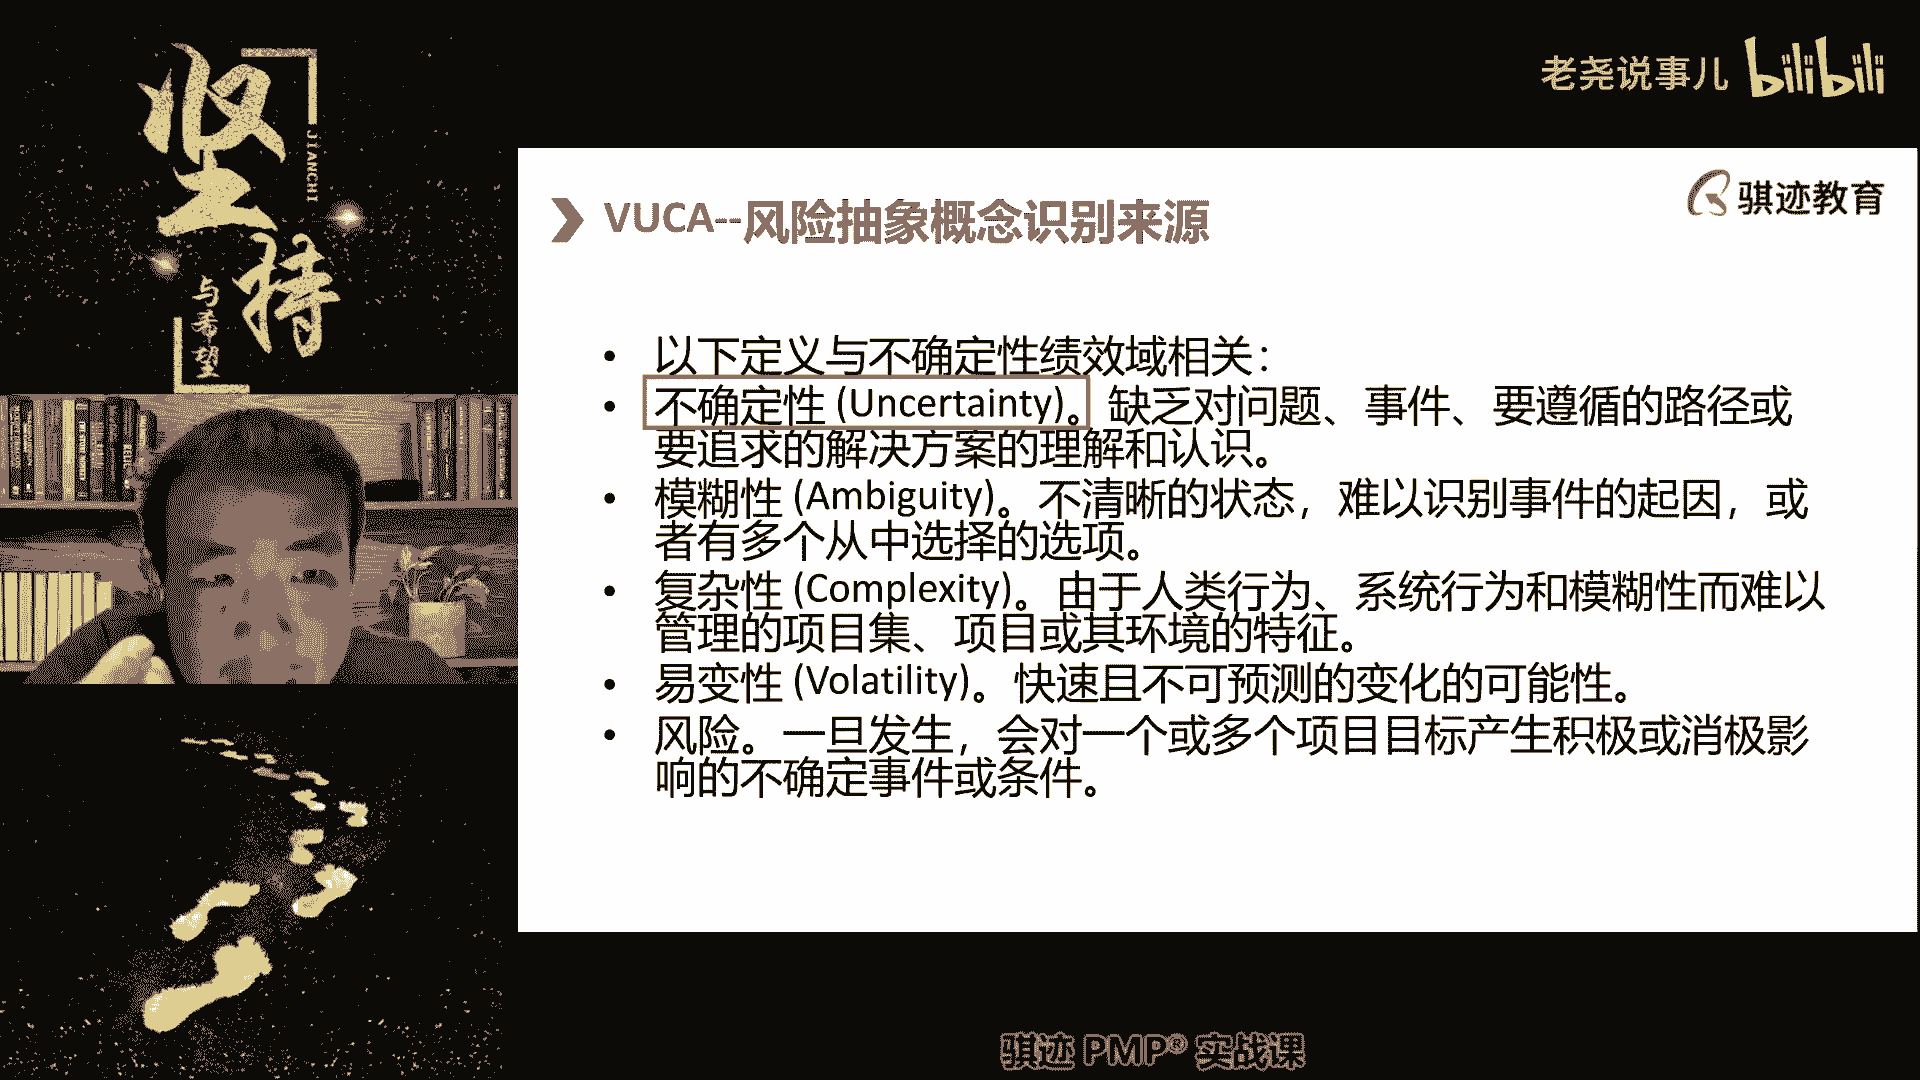 坚持
JIANCHI
与希望
老尧说事儿 bilibili
骐迹教育
VUCA--风险抽象概念识别来源
• 以下定义与不确定性绩效域相关：
• 不确定性 (Uncertainty)。缺乏对问题、事件、要遵循的路径或
要追求的解决方案的理解和认识。
• 模糊性 (Ambiguity)。不清晰的状态，难以识别事件的起因，或
者有多个从中选择的选项。
• 复杂性 (Complexity)。由于人类行为、系统行为和模糊性而难以
管理的项目集、项目或其环境的特征。
• 易变性 (Volatility)。快速且不可预测的变化的可能性。
• 风险。一旦发生，会对一个或多个项目目标产生积极或消极影
响的不确定事件或条件。
骐迹 PMP® 实战课